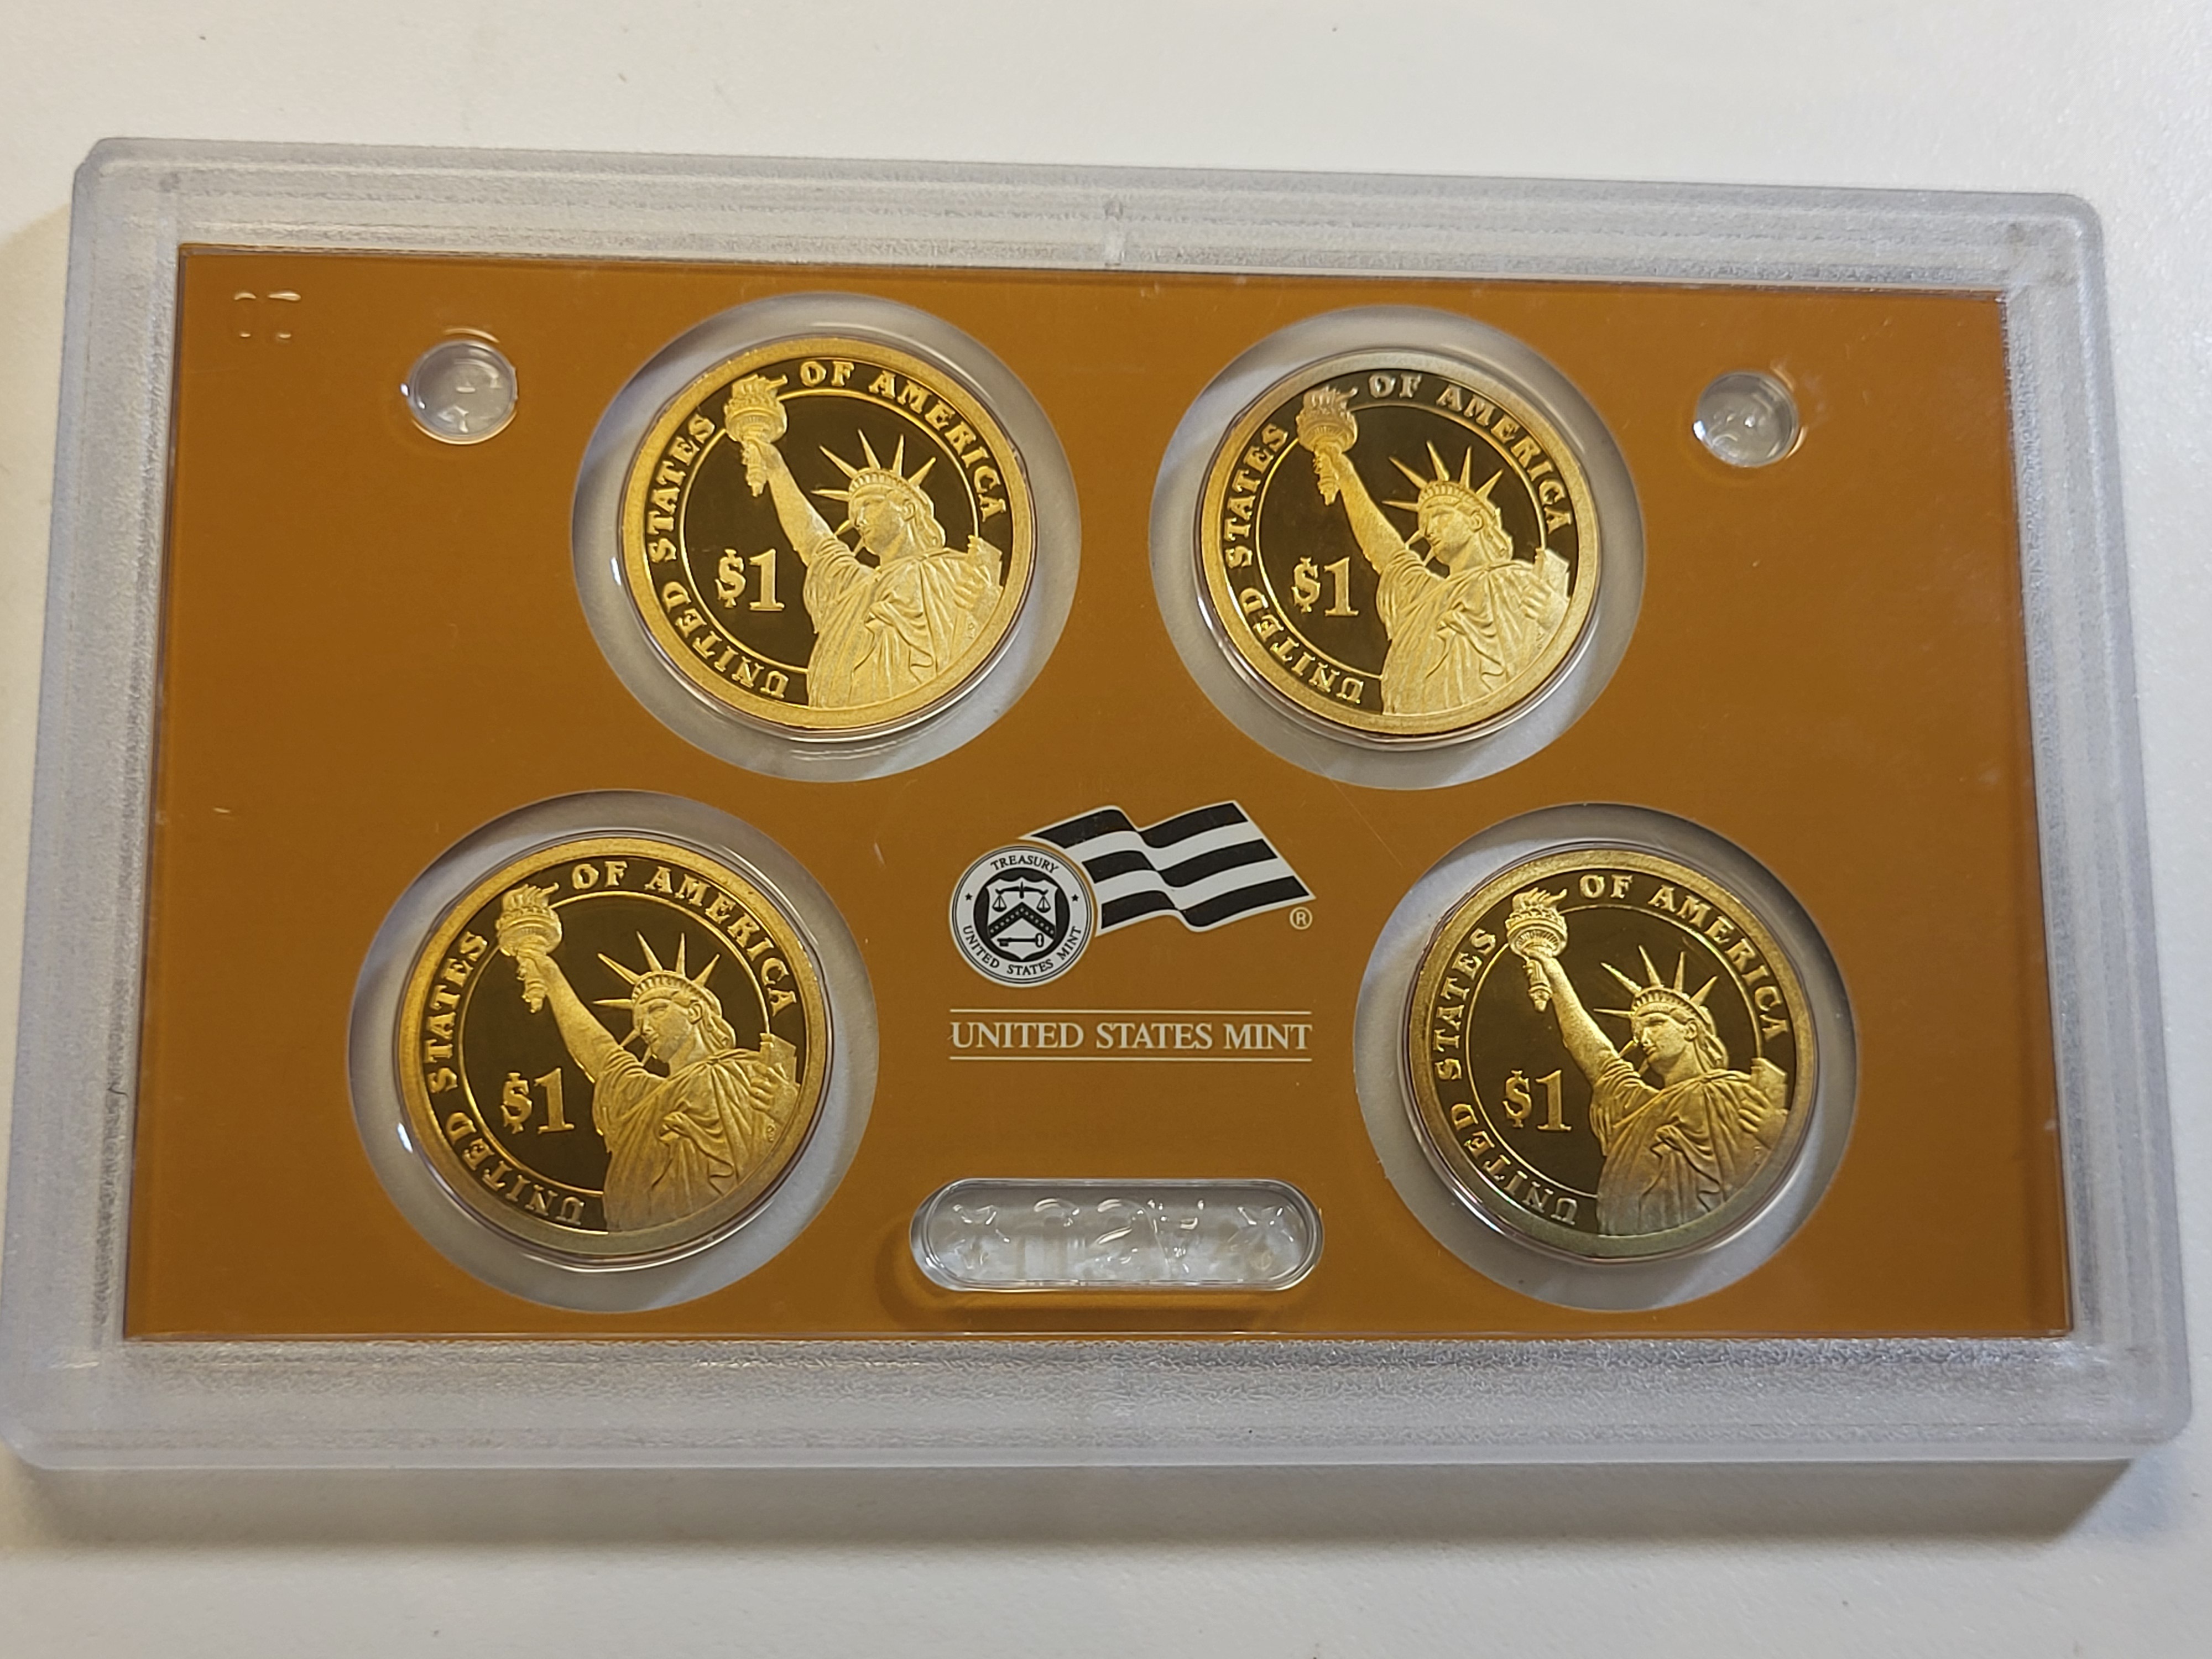 UNITED STATES OF AMERICA
$1
UNITED STATES OF AMERICA
$1
UNITED STATES OF AMERICA
$1
TREASURY
UNITED STATES MINT
®
UNITED STATES MINT
UNITED STATES OF AMERICA
$1